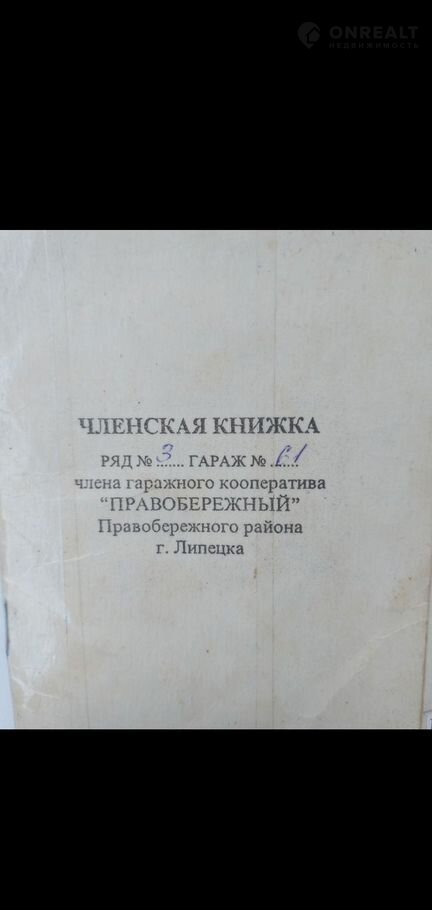 ONREALT
НЕДВИЖИМОСТЬ
ЧЛЕНСКАЯ КНИЖКА
РЯД № 3 ГАРАЖ № 61
члена гаражного кооператива
“ПРАВОБЕРЕЖНЫЙ”
Правобережного района
г. Липецка